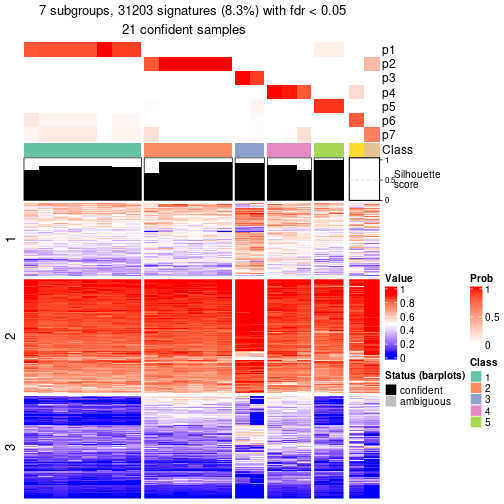 7 subgroups, 31203 signatures (8.3%) with fdr < 0.05
21 confident samples
p1
p2
p3
p4
p5
p6
p7
Class
1
0.5
0
Silhouette
score
1
2
3
Value
1
0.8
0.6
0.4
0.2
0
Prob
1
0.5
0
Status (barplots)
confident
ambiguous
Class
1
2
3
4
5